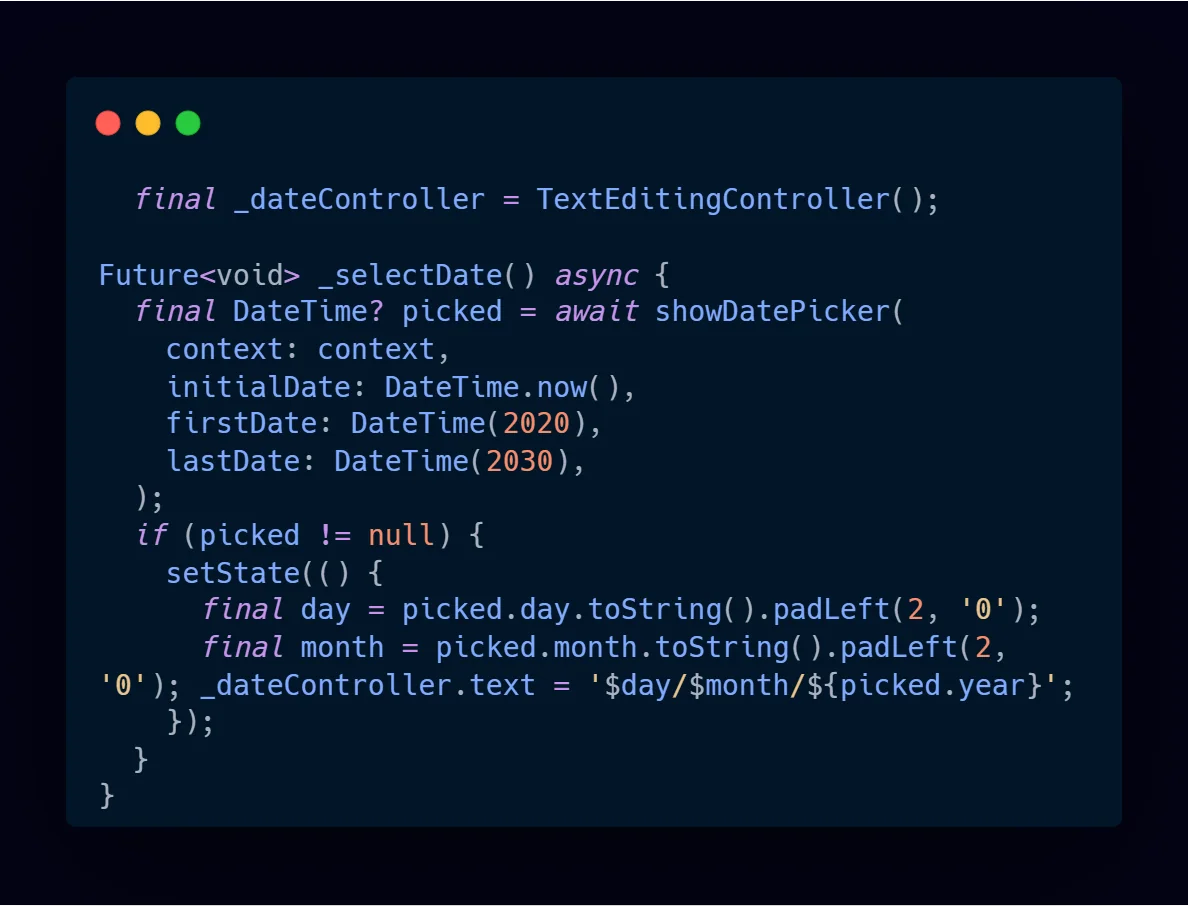 final _dateController = TextEditingController();
Future<void> _selectDate() async {
final DateTime? picked = await showDatePicker(
context: context,
initialDate: DateTime.now(),
firstDate: DateTime(2020),
lastDate: DateTime(2030),
);
if (picked != null) {
setState(() {
final day = picked.day.toString().padLeft(2, '0');
final month = picked.month.toString().padLeft(2,
'0'); _dateController.text = '$day/$month/${picked.year}';
});
}
}